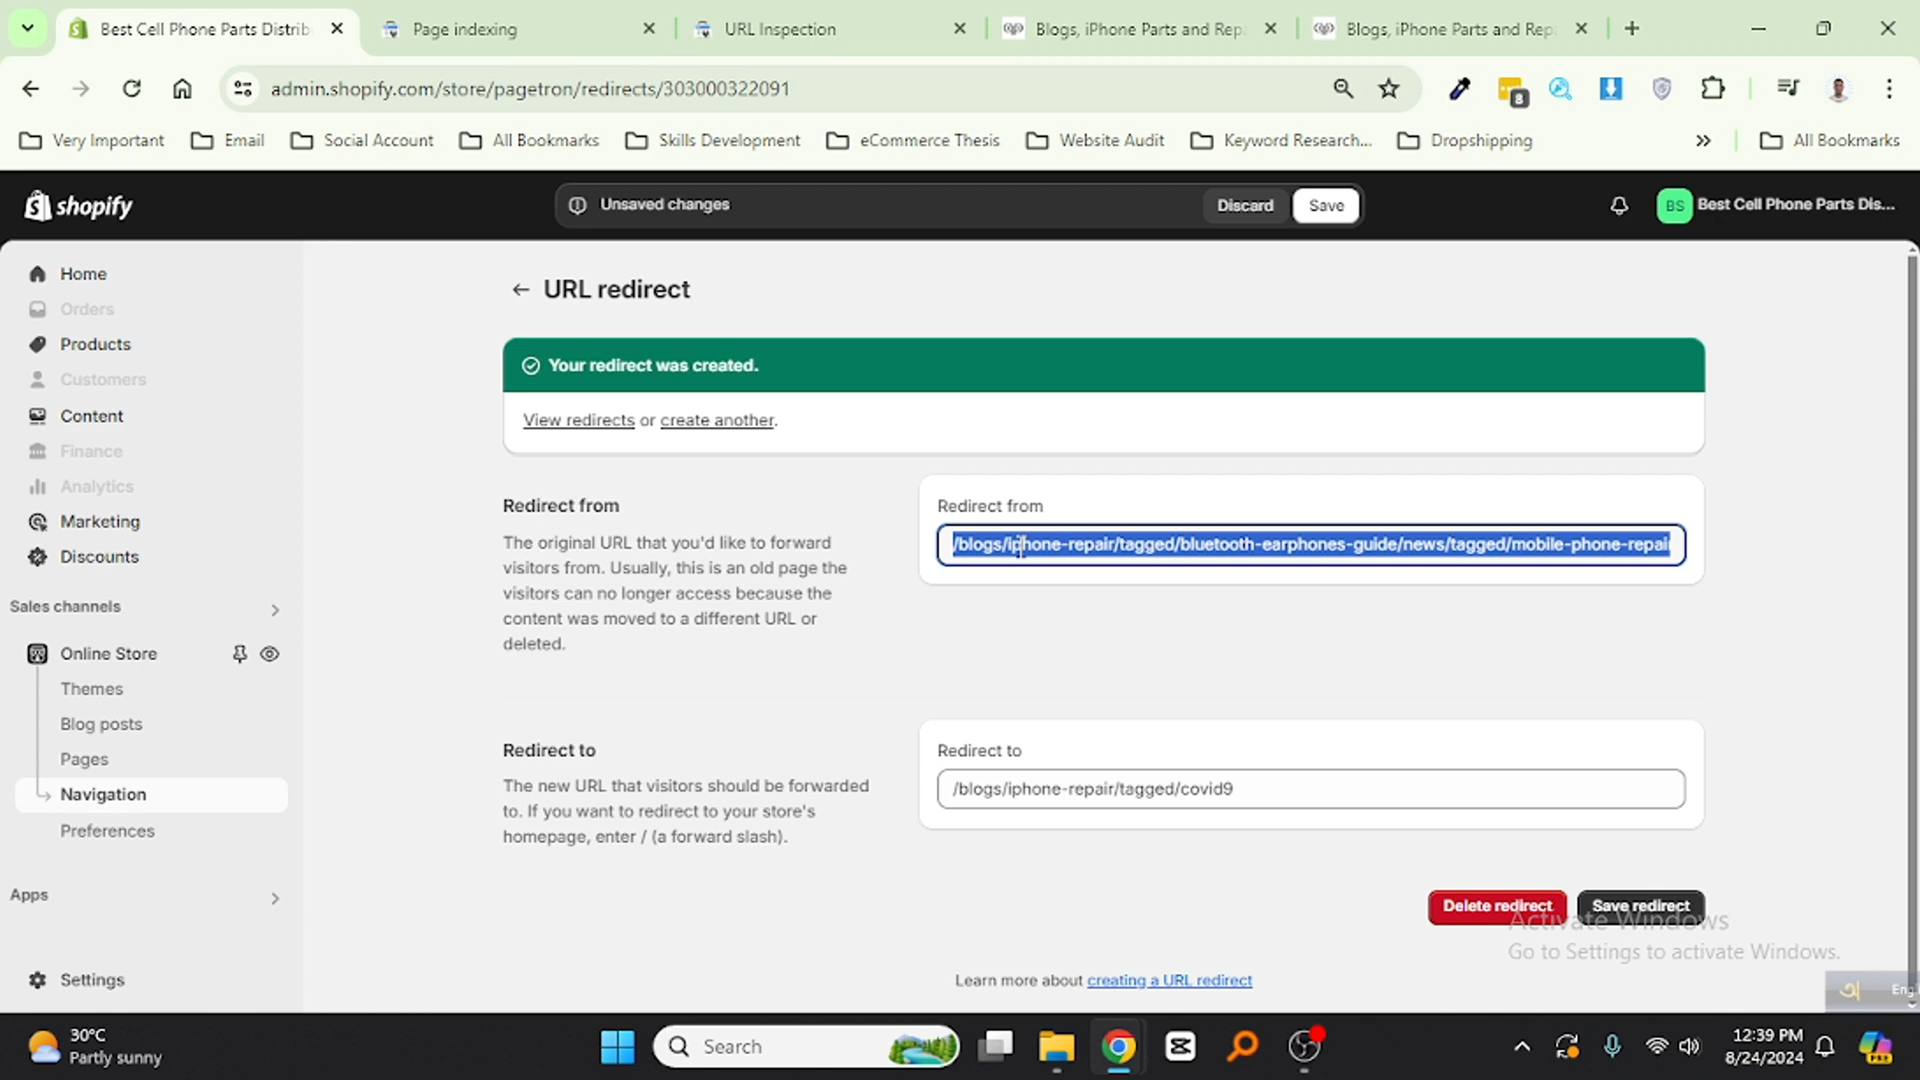 Best Cell Phone Parts Distrib
Page indexing
URL Inspection
Blogs, iPhone Parts and Rep
Blogs, iPhone Parts and Rep
admin.shopify.com/store/pagetron/redirects/303000322091
8
Very Important
Email
Social Account
All Bookmarks
Skills Development
eCommerce Thesis
Website Audit
Keyword Research...
Dropshipping
All Bookmarks
shopify
Unsaved changes
Discard
Save
BS
Best Cell Phone Parts Dis...
Home
Orders
Products
Customers
Content
Finance
Analytics
Marketing
Discounts
Sales channels
Online Store
Themes
Blog posts
Pages
Navigation
Preferences
Apps
Settings
URL redirect
Your redirect was created.
View redirects or create another.
Redirect from
The original URL that you'd like to forward
visitors from. Usually, this is an old page the
visitors can no longer access because the
content was moved to a different URL or
deleted.
Redirect from
/blogs/iphone-repair/tagged/bluetooth-earphones-guide/news/tagged/mobile-phone-repair
Redirect to
The new URL that visitors should be forwarded
to. If you want to redirect to your store's
homepage, enter / (a forward slash).
Redirect to
/blogs/iphone-repair/tagged/covid9
Delete redirect
Save redirect
Activate Windows
Go to Settings to activate Windows.
Learn more about creating a URL redirect
অ
Engl
30°C
Partly sunny
Search
12:39 PM
8/24/2024
PRE